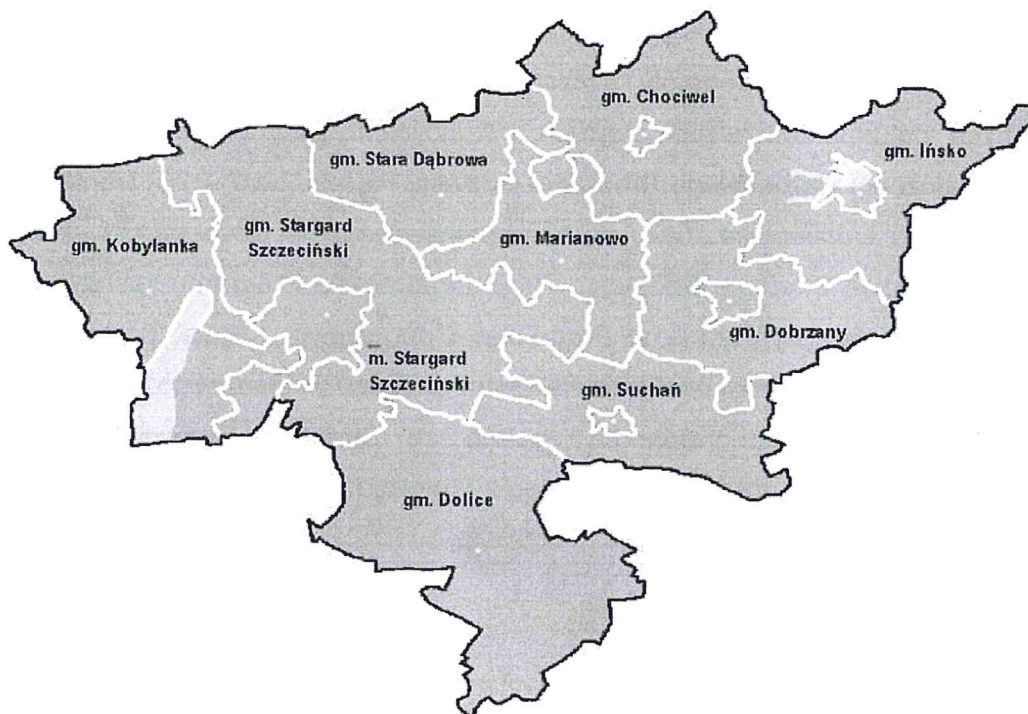 gm. Chociwel
gm. Ińsko
gm. Stara Dąbrowa
gm. Stargard
Szczeciński
gm. Marianowo
gm. Kobylanka
gm. Dobrzany
m. Stargard
Szczeciński
gm. Suchań
gm. Dolice